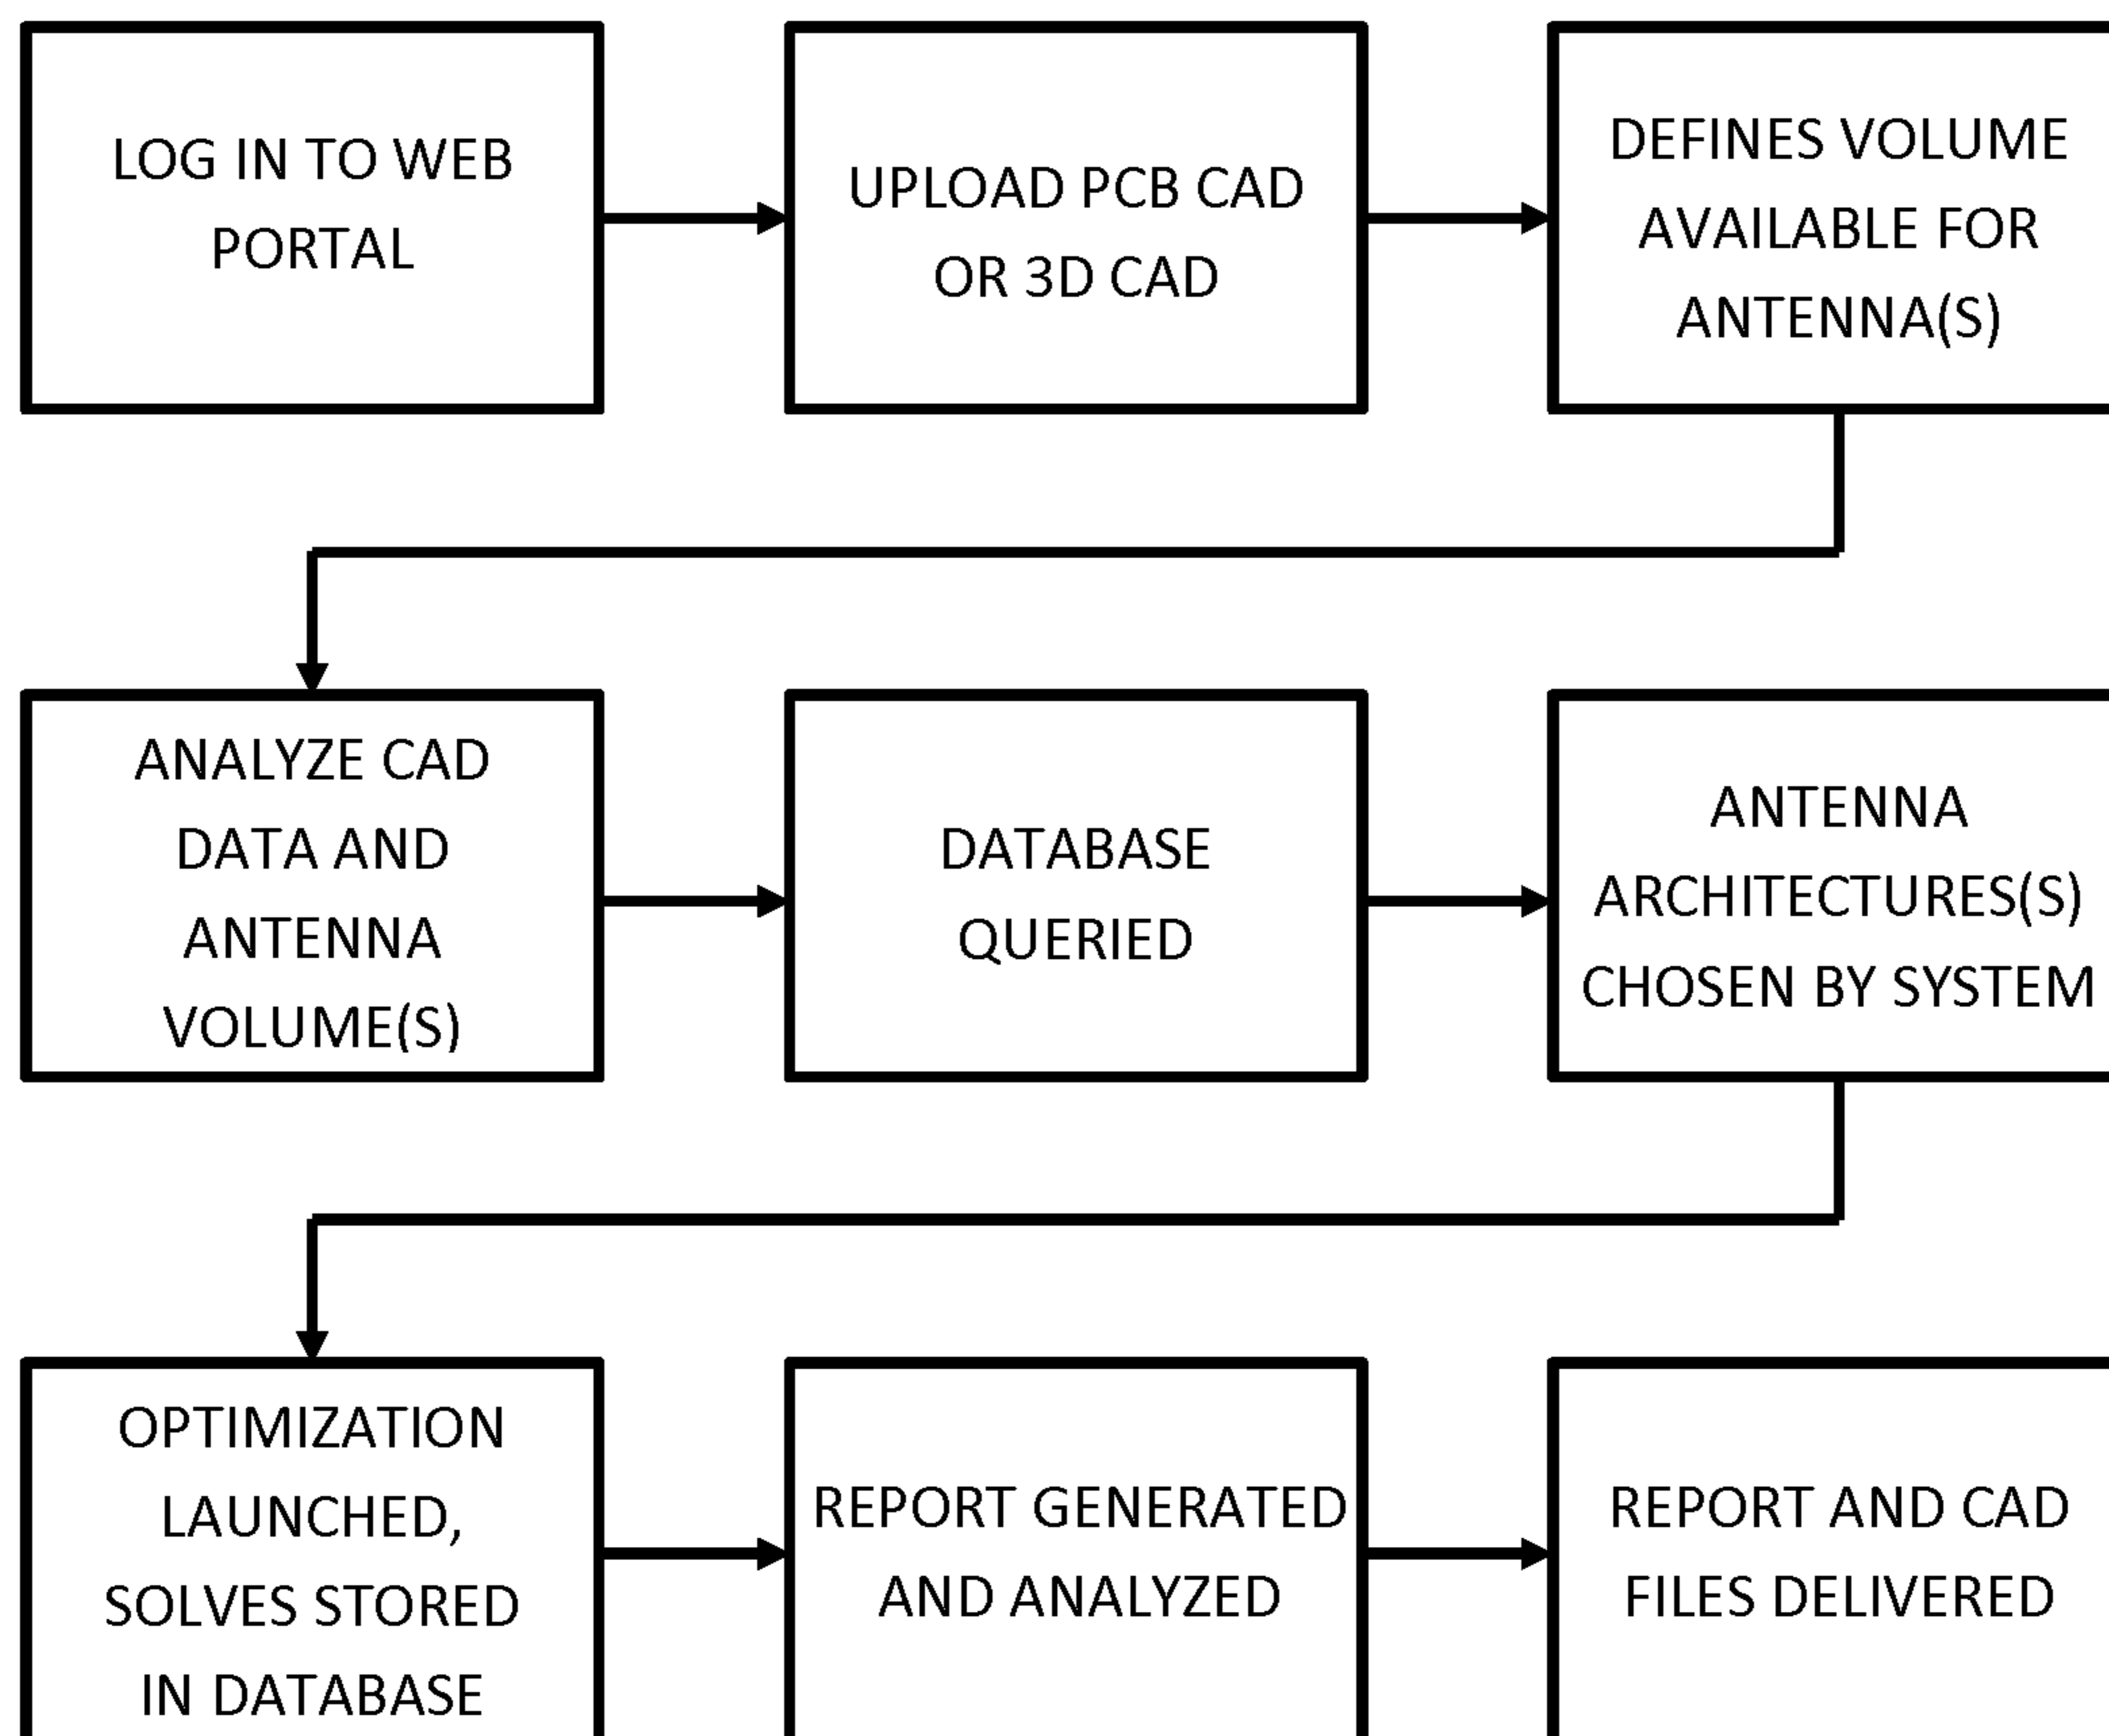 LOG IN TO WEB
PORTAL
UPLOAD PCB CAD
OR 3D CAD
DEFINES VOLUME
AVAILABLE FOR
ANTENNA(S)
ANALYZE CAD
DATA AND
ANTENNA
VOLUME(S)
DATABASE
QUERIED
ANTENNA
ARCHITECTURES(S)
CHOSEN BY SYSTEM
OPTIMIZATION
LAUNCHED,
SOLVES STORED
IN DATABASE
REPORT GENERATED
AND ANALYZED
REPORT AND CAD
FILES DELIVERED